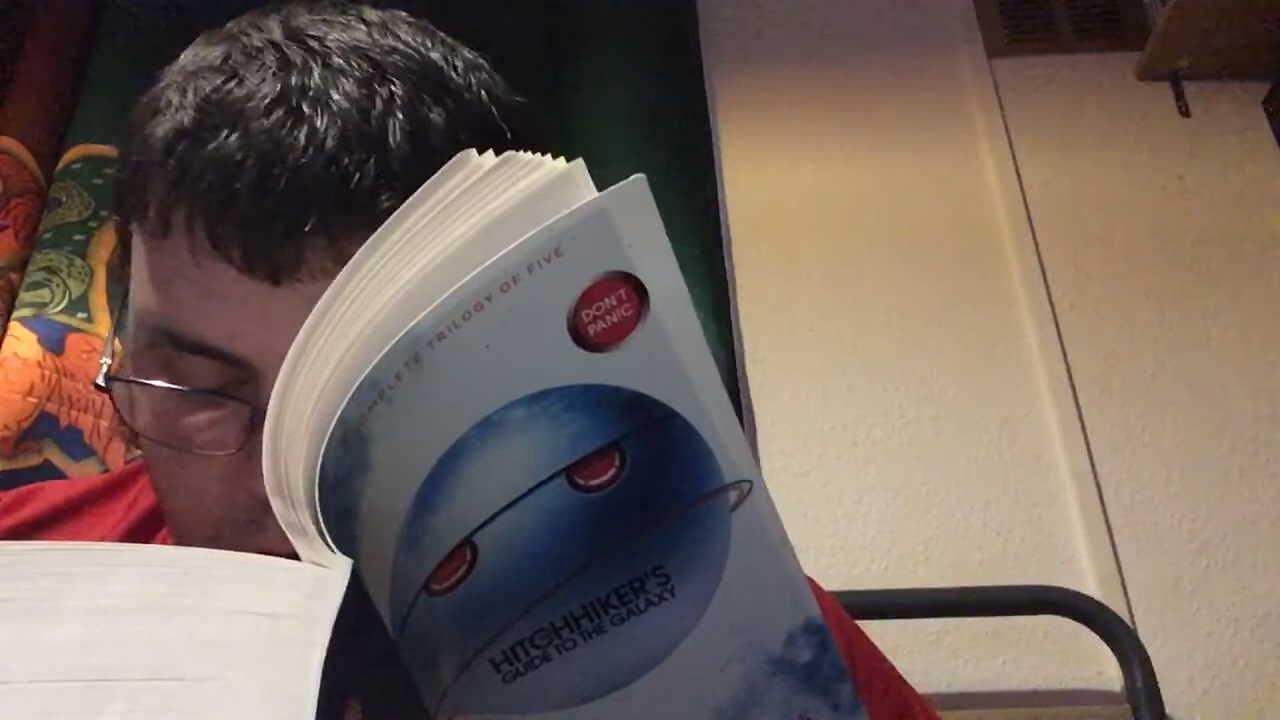 COMPLETE TRILOGY OF FIVE
DON'T
PANIC
HITCHHIKER'S
GUIDE TO THE GALAXY